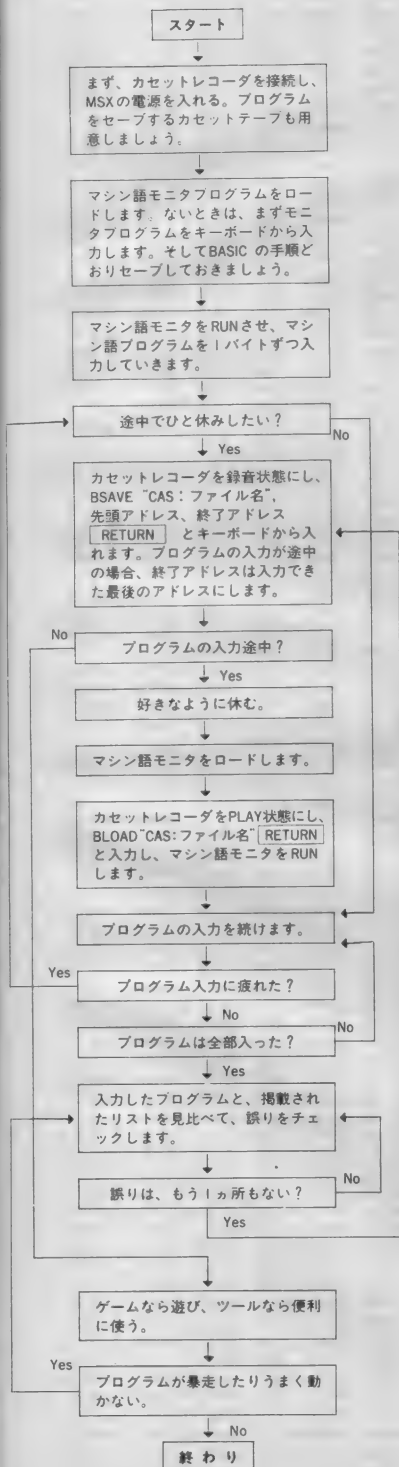 スタート
まず、カセットレコーダを接続し、
MSXの電源を入れる。プログラム
をセーブするカセットテープも用
意しましょう。
マシン語モニタプログラムをロー
ドします。ないときは、まずモニ
タプログラムをキーボードから入
力します。そしてBASIC の手順ど
おりセーブしておきましょう。
マシン語モニタをRUNさせ、マシ
ン語プログラムを1バイトずつ入
力していきます。
途中でひと休みしたい?
No
Yes
カセットレコーダを録音状態にし、
BSAVE "CAS:ファイル名",
先頭アドレス、終了アドレス
RETURN とキーボードから入
れます。プログラムの入力が途中
の場合、終了アドレスは入力でき
た最後のアドレスにします。
No
プログラムの入力途中?
Yes
好きなように休む。
マシン語モニタをロードします。
カセットレコーダをPLAY状態にし、
BLOAD"CAS:ファイル名" RETURN
と入力し、マシン語モニタをRUN
します。
プログラムの入力を続けます。
Yes
プログラム入力に疲れた?
No
プログラムは全部入った?
No
Yes
入力したプログラムと、掲載され
たリストを見比べて、誤りをチェ
ックします。
誤りは、もう1ヵ所もない?
No
Yes
ゲームなら遊び、ツールなら便利
に使う。
Yes
プログラムが暴走したりうまく動
かない。
No
終わり